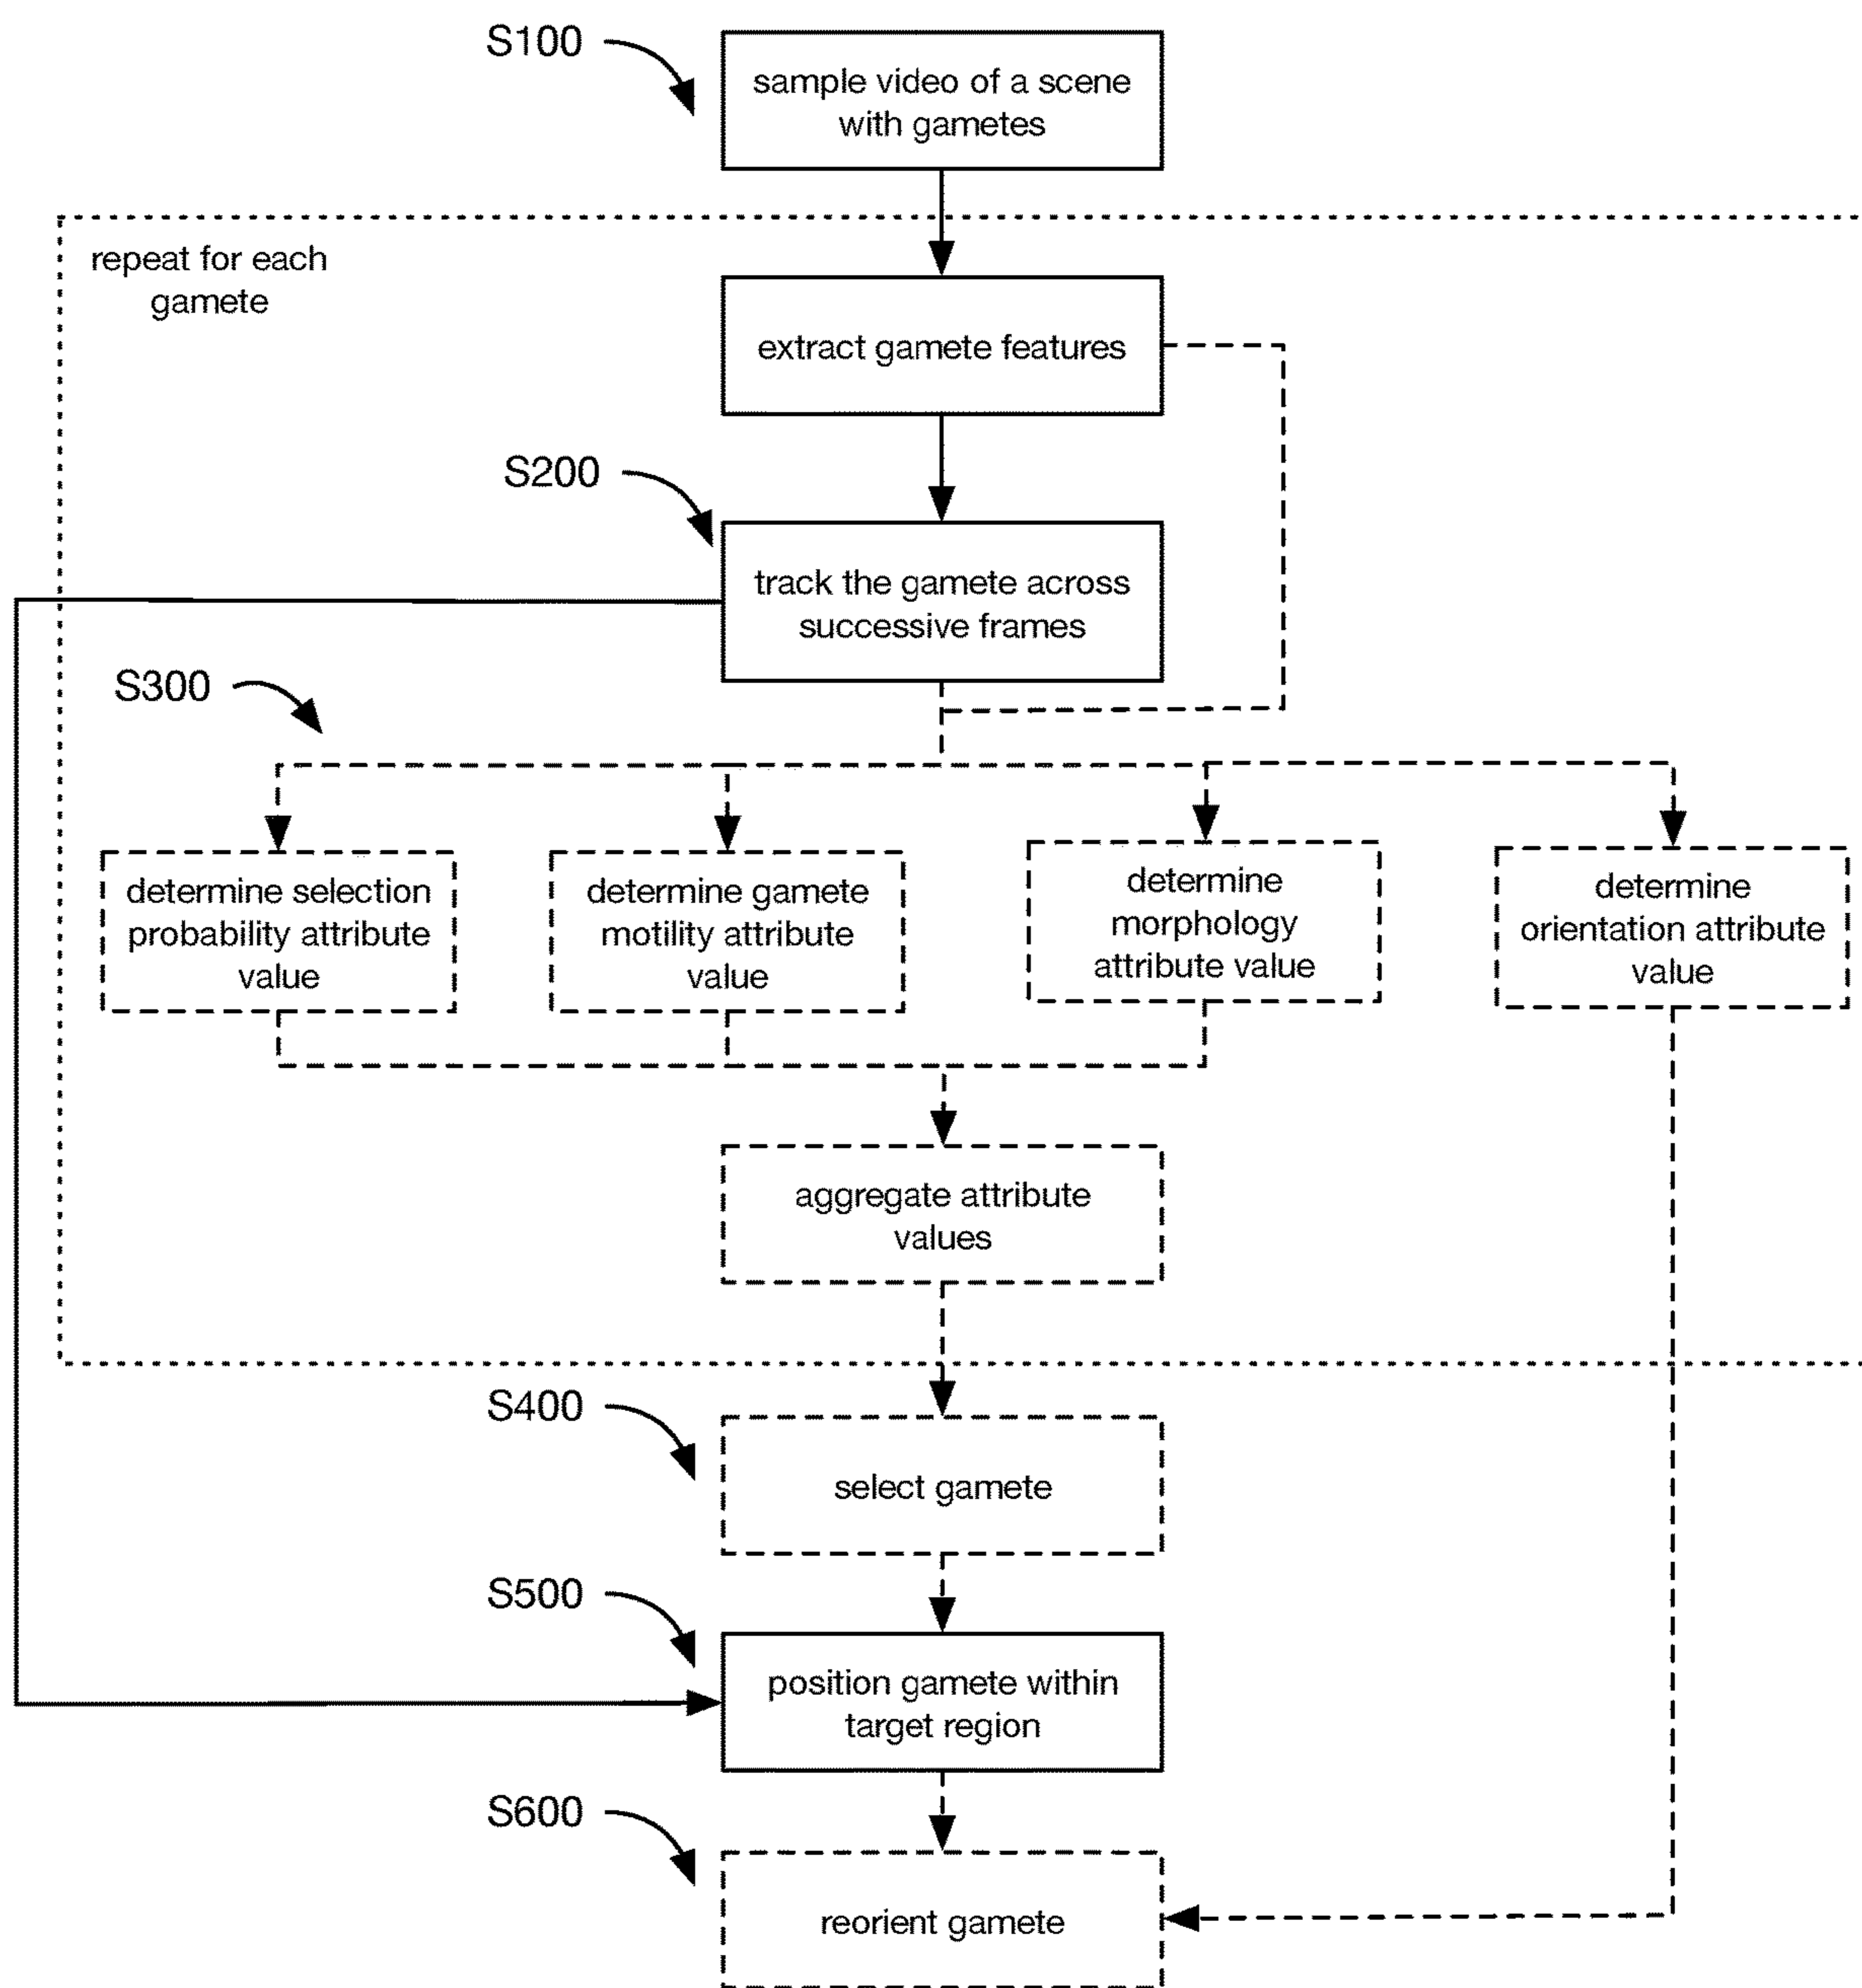 S100
sample video of a scene
with gametes
repeat for each
gamete
extract gamete features
S200
track the gamete across
successive frames
S300
determine selection
probability attribute
value
determine gamete
motility attribute
value
determine
morphology
attribute value
determine
orientation attribute
value
aggregate attribute
values
S400
select gamete
S500
position gamete within
target region
S600
reorient gamete